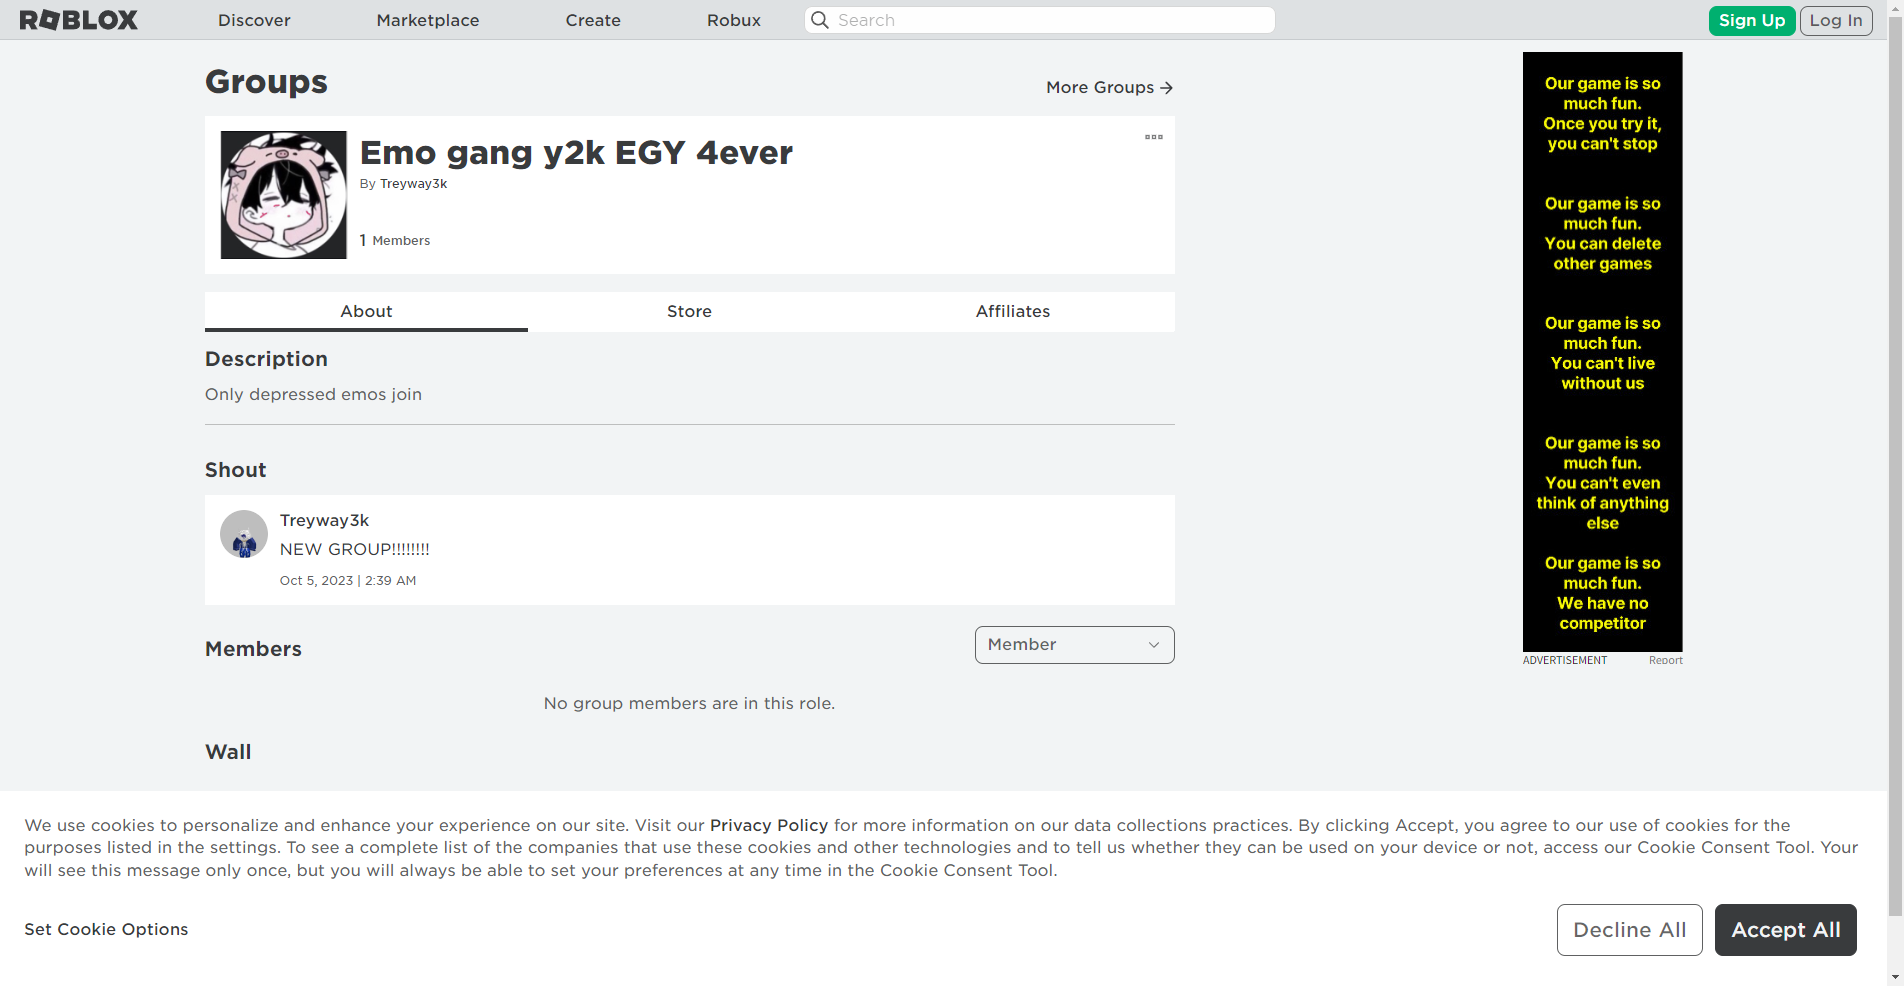 ROBLOX
Discover
Marketplace
Create
Robux
Search
Sign Up
Log In
Groups
More Groups
Emo gang y2k EGY 4ever
By Treyway3k
1 Members
About
Store
Affiliates
Description
Only depressed emos join
Shout
Treyway3k
NEW GROUP!!!!!!!!
Oct 5, 2023 | 2:39 AM
Members
Member
No group members are in this role.
Wall
Our game is so
much fun.
Once you try it,
you can't stop
Our game is so
much fun.
You can delete
other games
Our game is so
much fun.
You can't live
without us
Our game is so
much fun.
You can't even
think of anything
else
Our game is so
much fun.
We have no
competitor
ADVERTISEMENT
Report
We use cookies to personalize and enhance your experience on our site. Visit our Privacy Policy for more information on our data collections practices. By clicking Accept, you agree to our use of cookies for the
purposes listed in the settings. To see a complete list of the companies that use these cookies and other technologies and to tell us whether they can be used on your device or not, access our Cookie Consent Tool. Your
will see this message only once, but you will always be able to set your preferences at any time in the Cookie Consent Tool.
Set Cookie Options
Decline All
Accept All